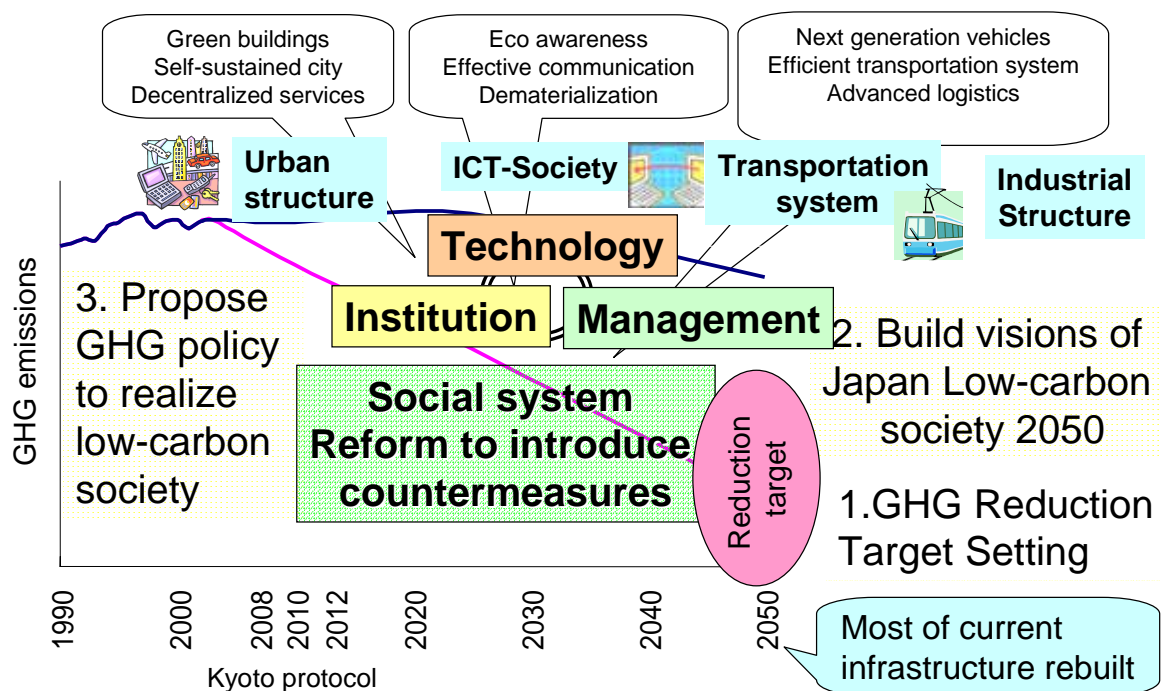 Green buildings
Self-sustained city
Decentralized services
Eco awareness
Effective communication
Dematerialization
Next generation vehicles
Efficient transportation system
Advanced logistics
Urban
structure
ICT-Society
Transportation
system
Industrial
Structure
Technology
Institution
Management
GHG emissions
3. Propose
GHG policy
to realize
low-carbon
society
2. Build visions of
Japan Low-carbon
society 2050
Social system
Reform to introduce
countermeasures
Reduction
target
1.GHG Reduction
Target Setting
1990
2000
2008
2010
2012
2020
2030
2040
2050
Kyoto protocol
Most of current
infrastructure rebuilt